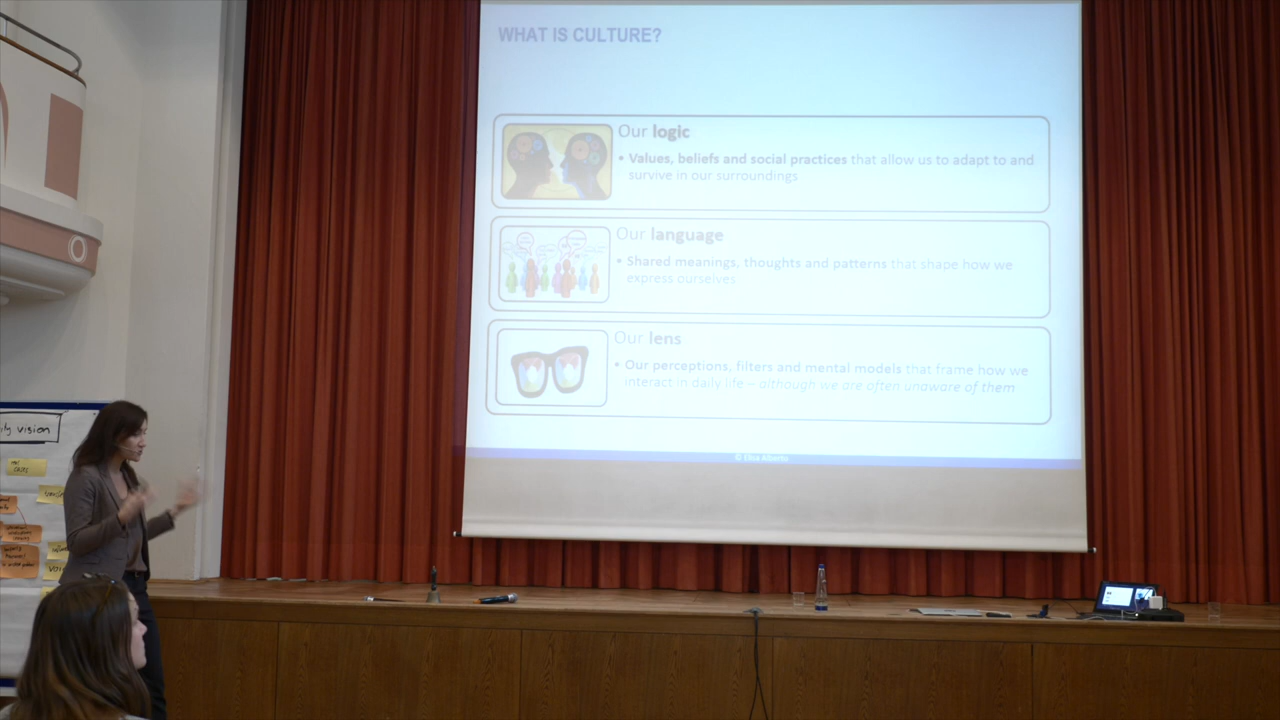 WHAT IS CULTURE?
Our logic
• Values, beliefs and social practices that allow us to adapt to and
survive in our surroundings
Our language
• Shared meanings, thoughts and patterns that shape how we
express ourselves
Our lens
• Our perceptions, filters and mental models that frame how we
interact in daily life – although we are often unaware of them
© Elisa Alberto
ily vision